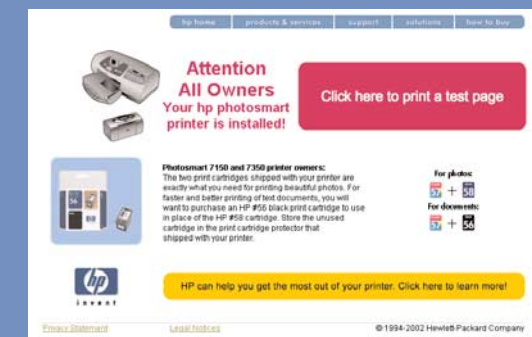 hp home
products & services
support
solutions
how to buy
Attention
All Owners
Your hp photosmart
printer is installed!
Click here to print a test page
Photosmart 7150 and 7350 printer owners:
The two print cartridges shipped with your printer are
exactly what you need for printing beautiful photos. For
faster and better printing of text documents, you will
want to purchase an HP #56 black print cartridge to use
in place of the HP #58 cartridge. Store the unused
cartridge in the print cartridge protector that
shipped with your printer.
For photos:
57 + 58
For documents:
57 + 56
56
hp
invent
HP can help you get the most out of your printer. Click here to learn more!
Privacy Statement
Legal Notices
© 1994-2002 Hewlett-Packard Company